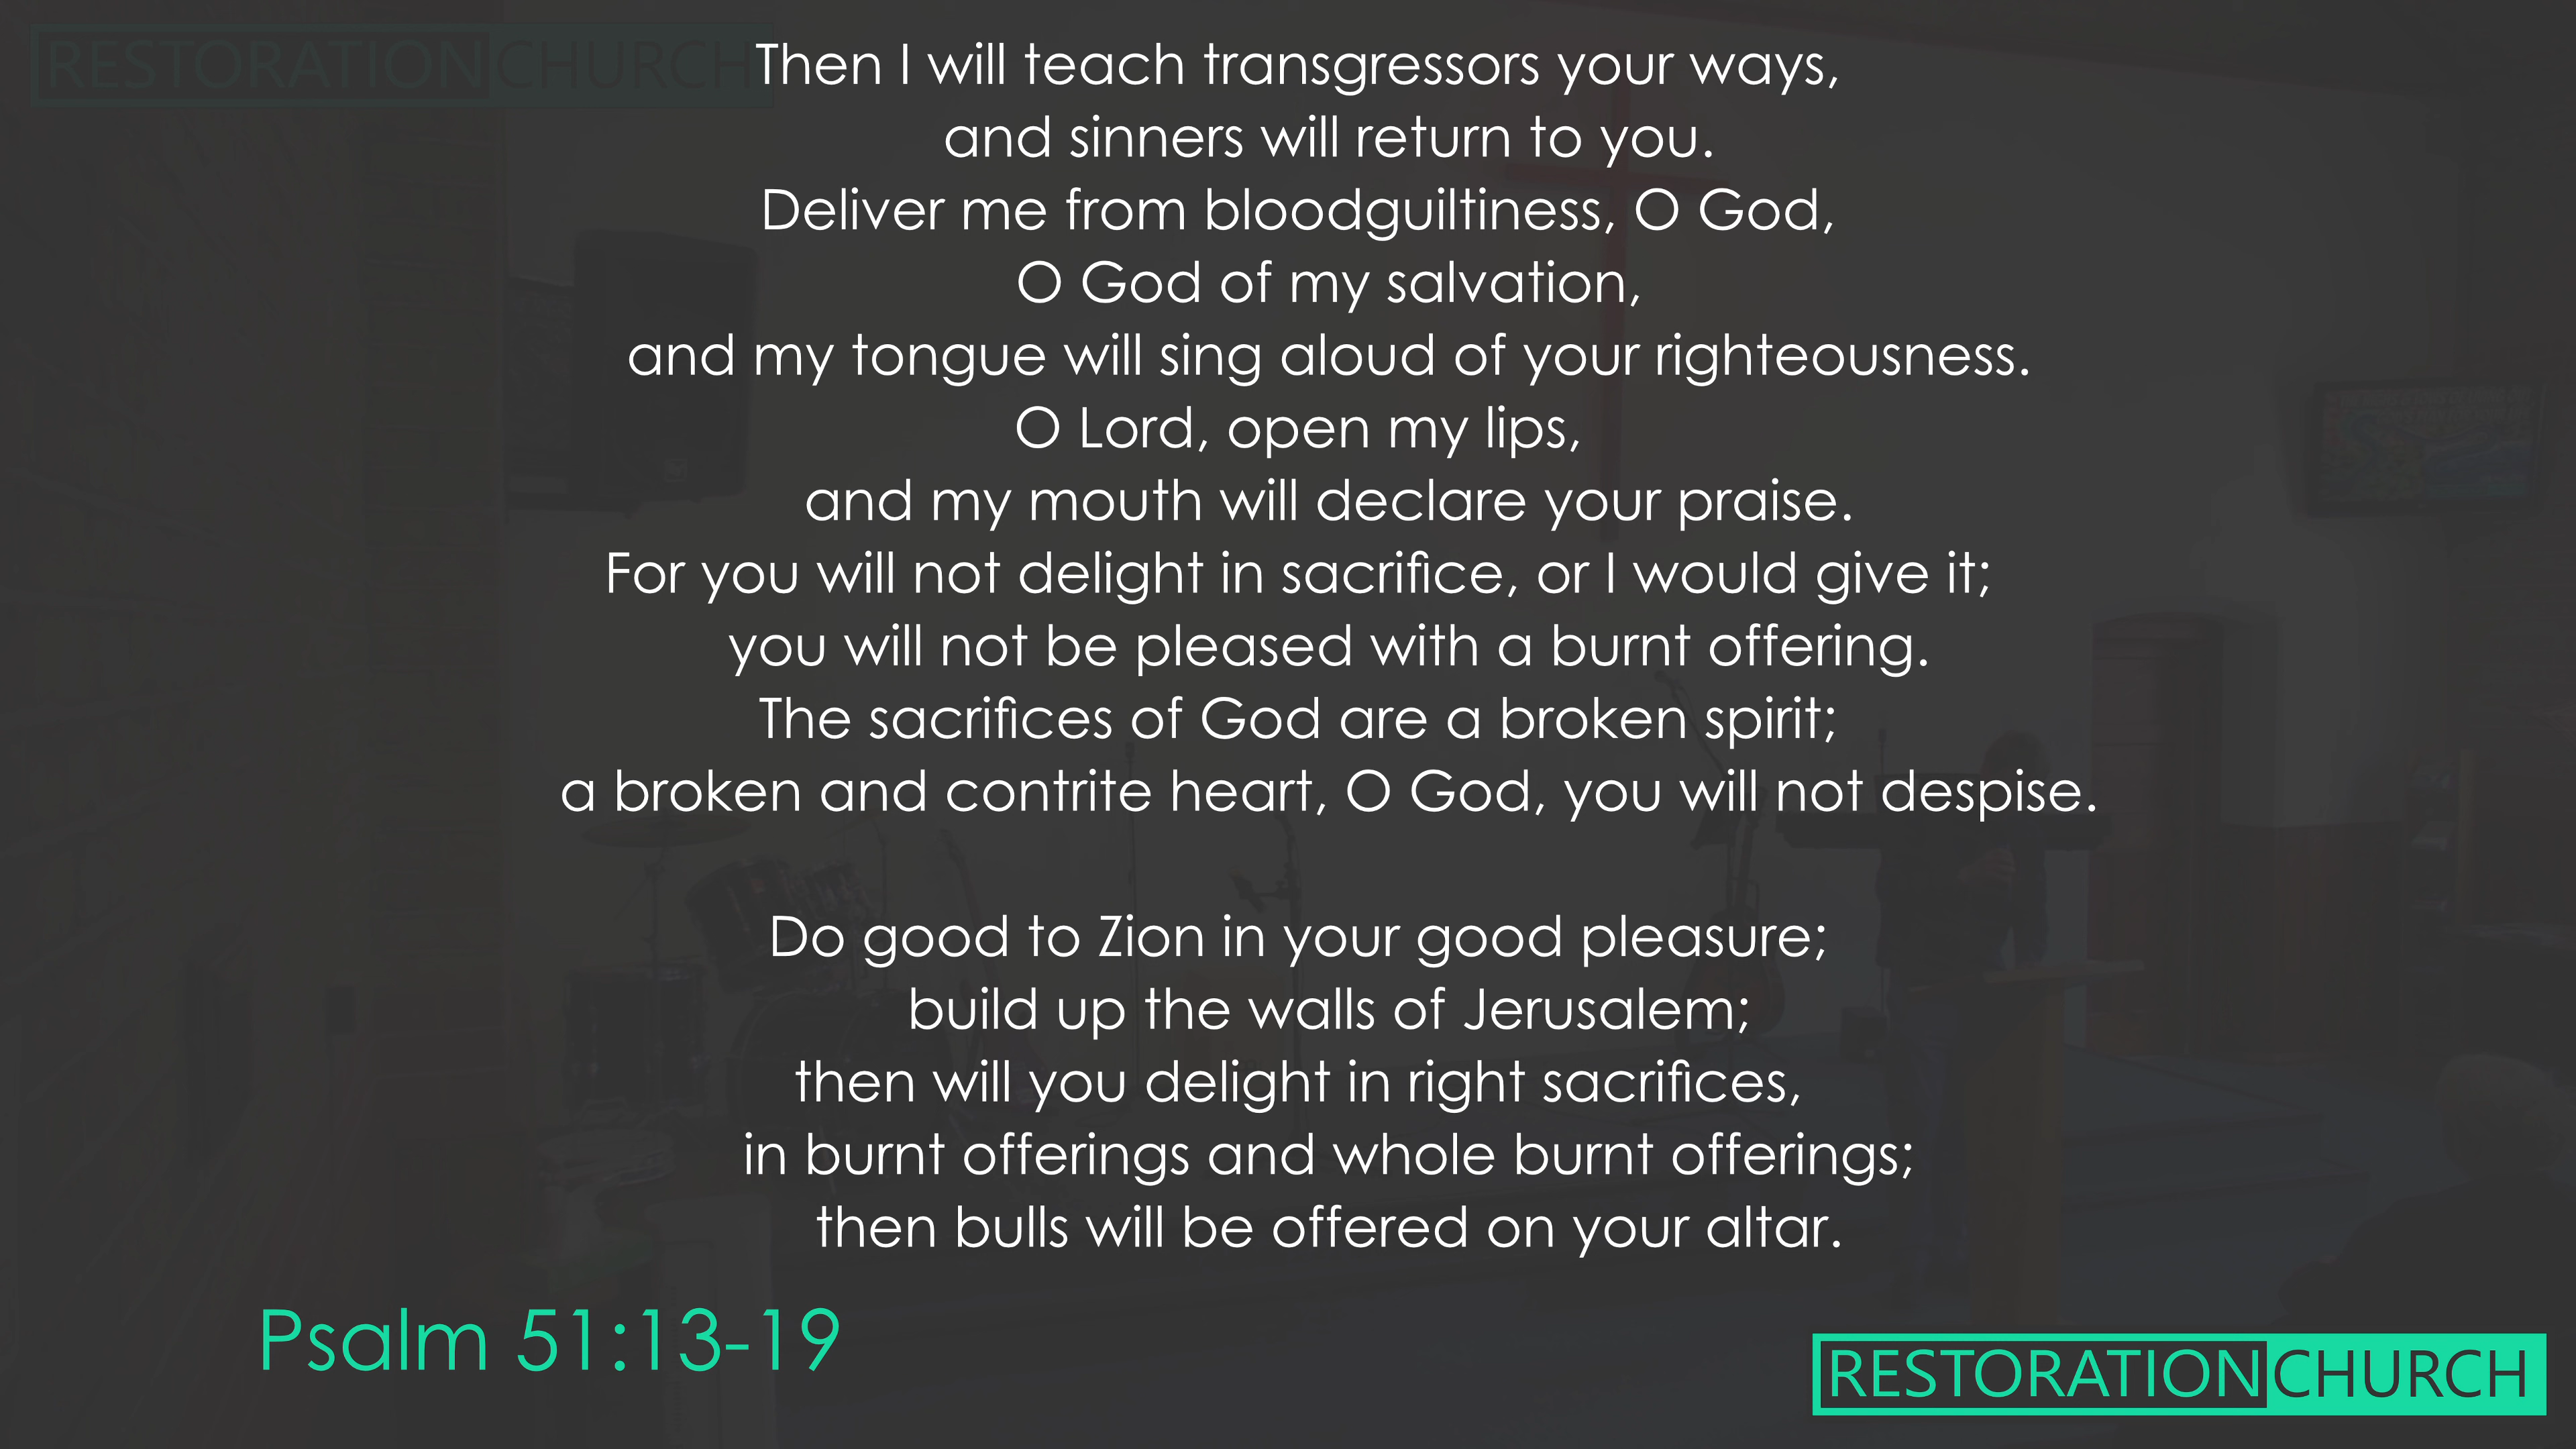 RESTORATIONCHURCH
Then I will teach transgressors your ways,
and sinners will return to you.
Deliver me from bloodguiltiness, O God,
O God of my salvation,
and my tongue will sing aloud of your righteousness.
O Lord, open my lips,
and my mouth will declare your praise.
For you will not delight in sacrifice, or I would give it;
you will not be pleased with a burnt offering.
The sacrifices of God are a broken spirit;
a broken and contrite heart, O God, you will not despise.
Do good to Zion in your good pleasure;
build up the walls of Jerusalem;
then will you delight in right sacrifices,
in burnt offerings and whole burnt offerings;
then bulls will be offered on your altar.
Psalm 51:13-19
RESTORATIONCHURCH